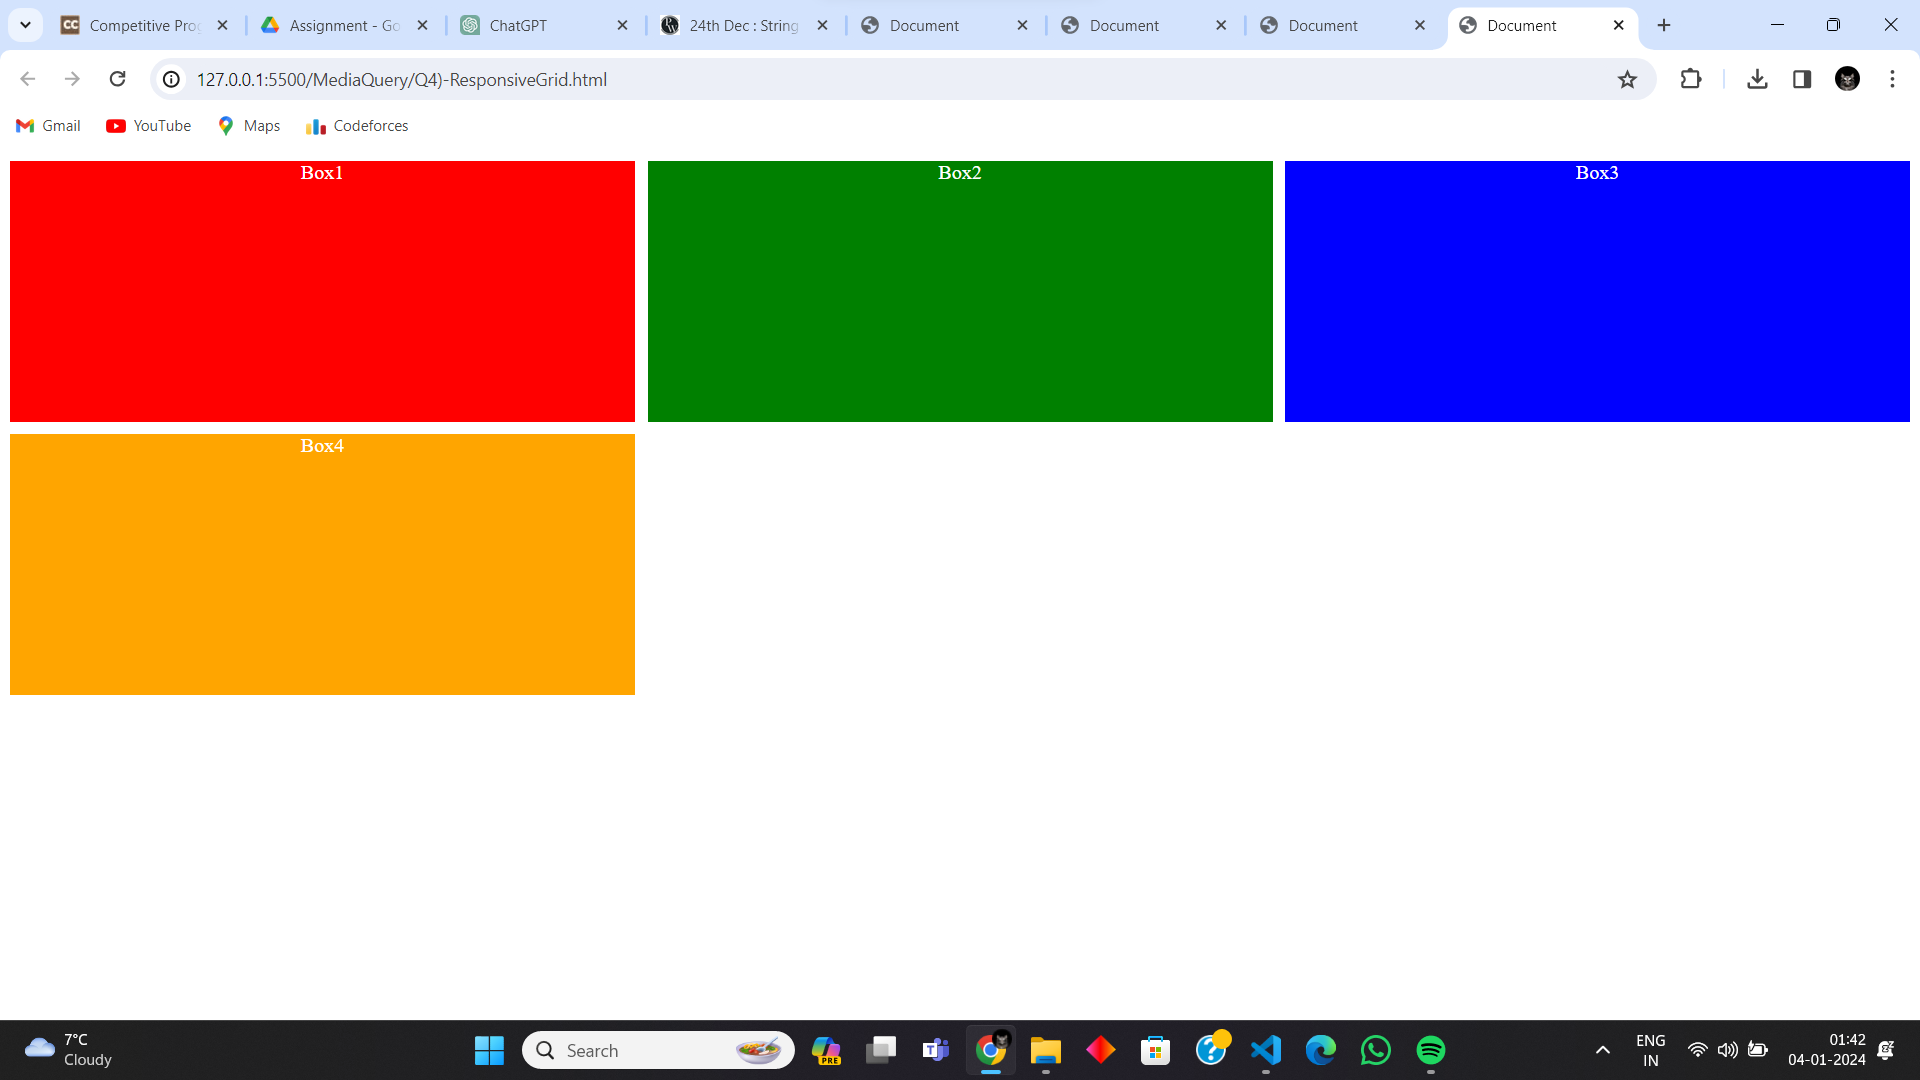 Competitive Prog
Assignment - Go
ChatGPT
24th Dec : String
Document
Document
Document
Document
127.0.0.1:5500/MediaQuery/Q4)-ResponsiveGrid.html
Gmail
YouTube
Maps
Codeforces
Box1
Box2
Box3
Box4
7°C
Cloudy
Search
PRE
ENG
IN
01:42
04-01-2024